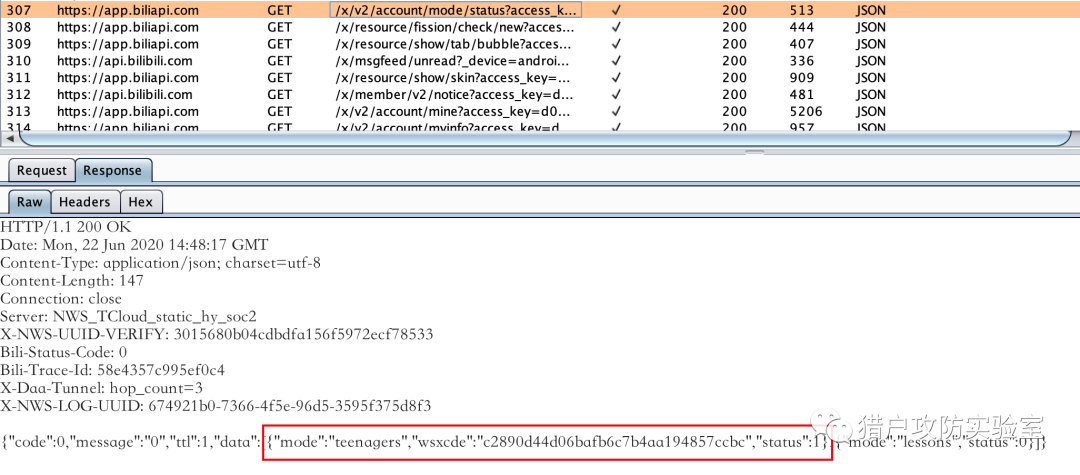 307 https://app.biliapi.com GET /x/v2/account/mode/status?access_k... ✓ 200 513 JSON
308 https://app.biliapi.com GET /x/resource/fission/check/new?acces... ✓ 200 444 JSON
309 https://app.biliapi.com GET /x/resource/show/tab/bubble?acces... ✓ 200 407 JSON
310 https://api.bilibili.com GET /x/msgfeed/unread?_device=androi... ✓ 200 336 JSON
311 https://app.biliapi.com GET /x/resource/show/skin?access_key=... ✓ 200 909 JSON
312 https://api.biliapi.com GET /x/member/v2/notice?access_key=d... ✓ 200 481 JSON
313 https://app.biliapi.com GET /x/v2/account/mine?access_key=d0... ✓ 200 5206 JSON
314 https://app.biliapi.com GET /x/v2/account/myinfo?access_key=d... ✓ 200 957 JSON
Request Response
Raw Headers Hex
HTTP/1.1 200 OK
Date: Mon, 22 Jun 2020 14:48:17 GMT
Content-Type: application/json; charset=utf-8
Content-Length: 147
Connection: close
Server: NWS_TCloud_static_hy_soc2
X-NWS-UUID-VERIFY: 3015680b04cdbdfa156f5972ecf78533
Bili-Status-Code: 0
Bili-Trace-Id: 58e4357c995ef0c4
X-Daa-Tunnel: hop_count=3
X-NWS-LOG-UUID: 674921b0-7366-4f5e-96d5-3595f375d8f3
{"code":0,"message":"0","ttl":1,"data":[{"mode":"teenagers","wsxcde":"c2890d44d06bafb6c7b4aa194857ccbc","status":1},{"mode":"lessons","status":0}]}
猎户攻防实验室